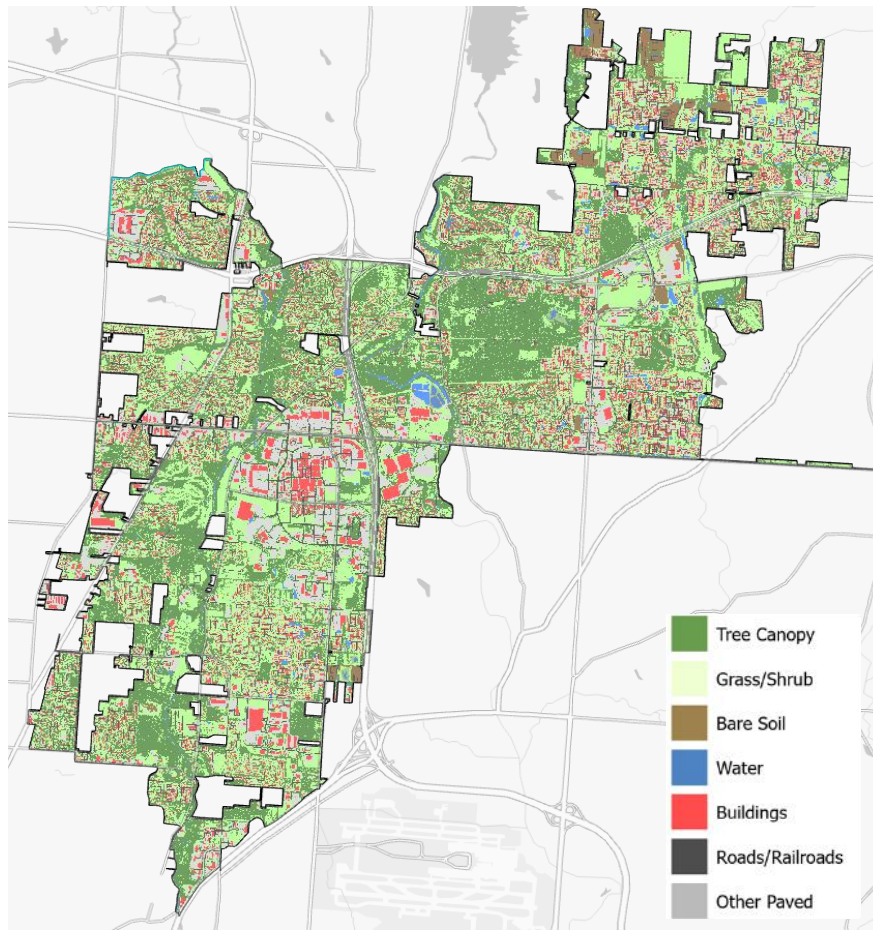 Tree Canopy
Grass/Shrub
Bare Soil
Water
Buildings
Roads/Railroads
Other Paved